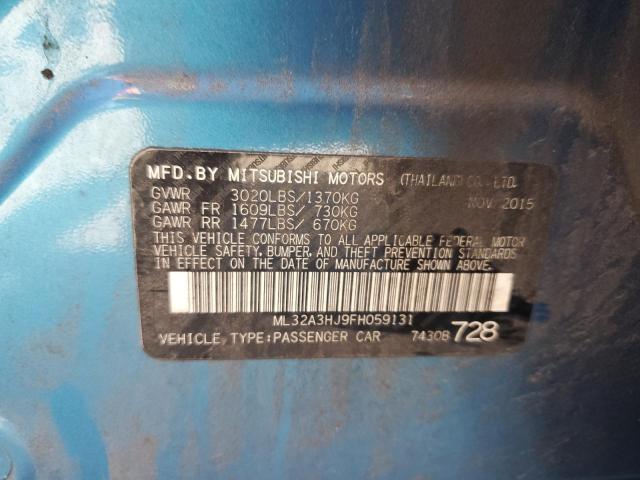 MFD.BY MITSUBISHI MOTORS (THAILAND) CO., LTD.
GVWR 3020LBS/1370KG NOV 2015
GAWR FR 1609LBS/ 730KG
GAWR RR 1477LBS/ 670KG
THIS VEHICLE CONFORMS TO ALL APPLICABLE FEDERAL MOTOR
VEHICLE SAFETY, BUMPER, AND THEFT PREVENTION STANDARDS
IN EFFECT ON THE DATE OF MANUFACTURE SHOWN ABOVE.
ML32A3HJ9FH059131
VEHICLE TYPE:PASSENGER CAR 7430B 728